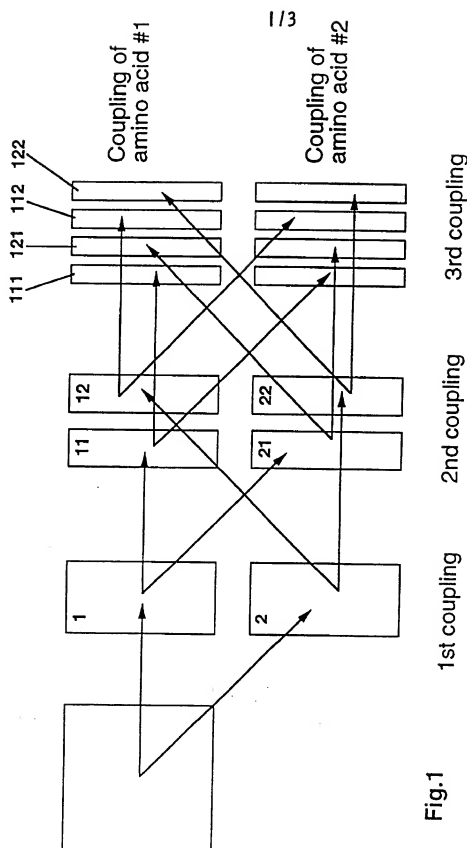 1/3
Coupling of
amino acid #1
Coupling of
amino acid #2
122
112
121
111
12
11
22
21
1
2
1st coupling
2nd coupling
3rd coupling
Fig.1